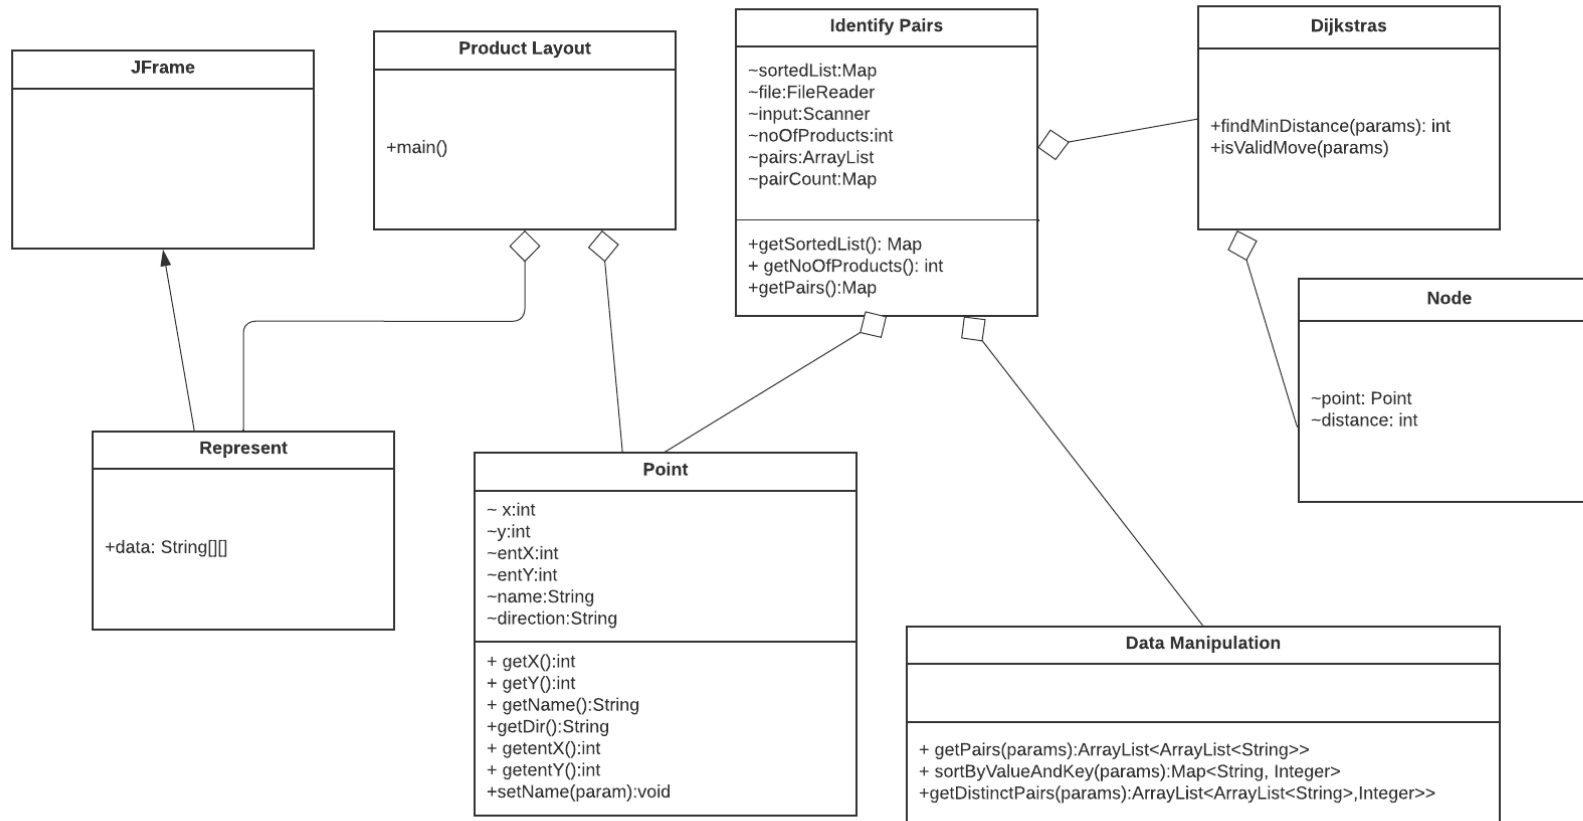 JFrame
Product Layout
+main()
Identify Pairs
~sortedList:Map
~file:FileReader
~input:Scanner
~noOfProducts:int
~pairs:ArrayList
~pairCount:Map
+getSortedList(): Map
+ getNoOfProducts(): int
+getPairs():Map
Dijkstras
+findMinDistance(params): int
+isValidMove(params)
Node
~point: Point
~distance: int
Represent
+data: String[][]
Point
~ x:int
~y:int
~entX:int
~entY:int
~name:String
~direction:String
+ getX():int
+ getY():int
+ getName():String
+getDir():String
+ getentX():int
+ getentY():int
+setName(param):void
Data Manipulation
+ getPairs(params):ArrayList<ArrayList<String>>
+ sortByValueAndKey(params):Map<String, Integer>
+getDistinctPairs(params):ArrayList<ArrayList<String>,Integer>>